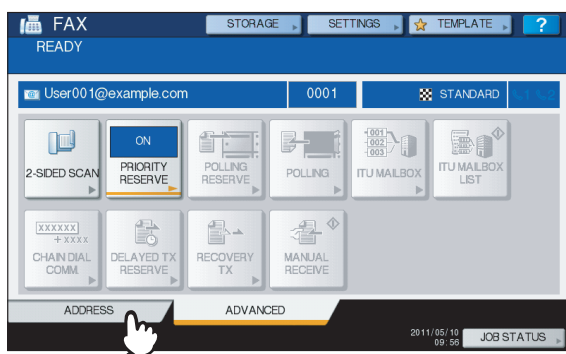 FAX
STORAGE
SETTINGS
TEMPLATE
?
READY
User001@example.com
0001
STANDARD
1 2
2-SIDED SCAN
ON
PRIORITY
RESERVE
POLLING
RESERVE
POLLING
001
002
003
ITU MAILBOX
ITU MAILBOX
LIST
XXXXXX
+XXXX
CHAIN DIAL
COMM.
DELAYED TX
RESERVE
RECOVERY
TX
MANUAL
RECEIVE
ADDRESS
ADVANCED
2011/05/10
09:56
JOB STATUS